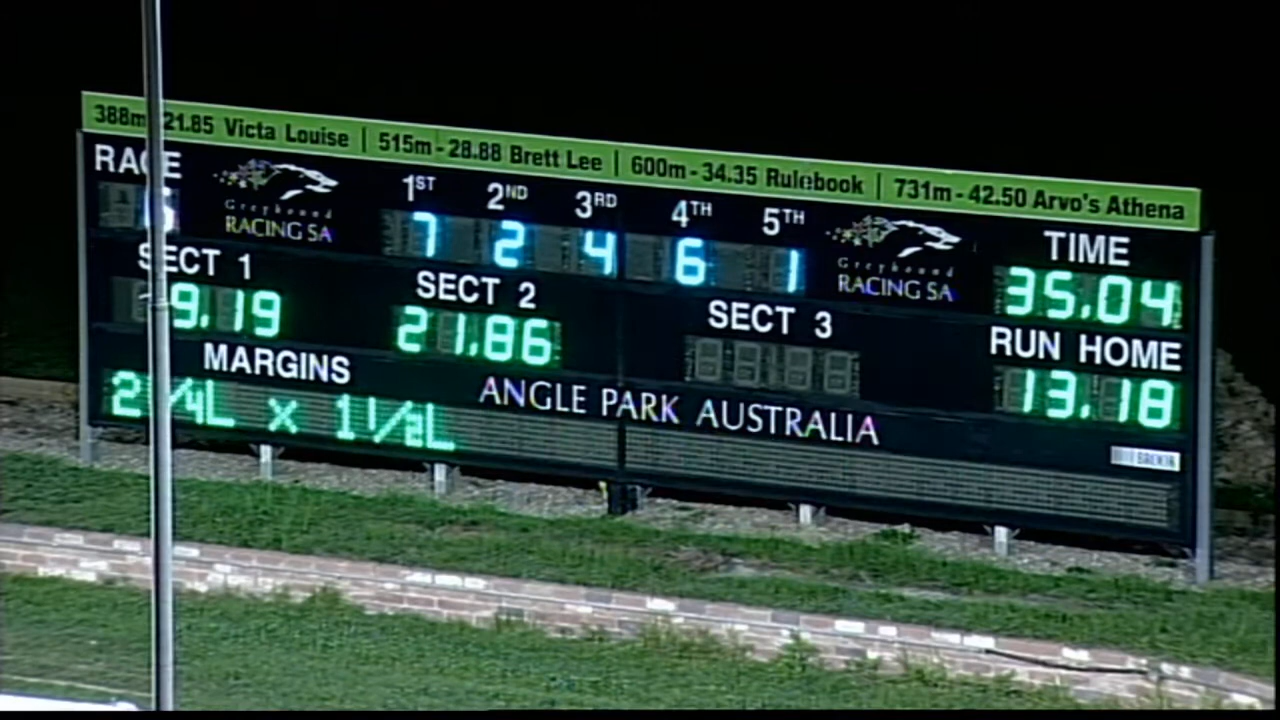 388m 21.85 Victa Louise | 515m - 28.88 Brett Lee | 600m - 34.35 Rulebook | 731m - 42.50 Arvo's Athena
RACE
1ST 2ND 3RD 4TH 5TH
Greyhound
RACING SA
7 2 4 6 1
Greyhound
RACING SA
TIME
35.04
SECT 1
9.19
SECT 2
21.86
SECT 3
RUN HOME
13.18
MARGINS
2 1/4L X 1 1/2L
ANGLE PARK AUSTRALIA